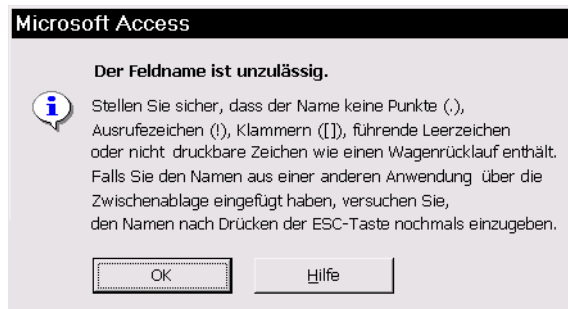 Microsoft Access
Der Feldname ist unzulässig.
Stellen Sie sicher, dass der Name keine Punkte (.),
Ausrufezeichen (!), Klammern ([]), führende Leerzeichen
oder nicht druckbare Zeichen wie einen Wagenrücklauf enthält.
Falls Sie den Namen aus einer anderen Anwendung über die
Zwischenablage eingefügt haben, versuchen Sie,
den Namen nach Drücken der ESC-Taste nochmals einzugeben.
OK Hilfe